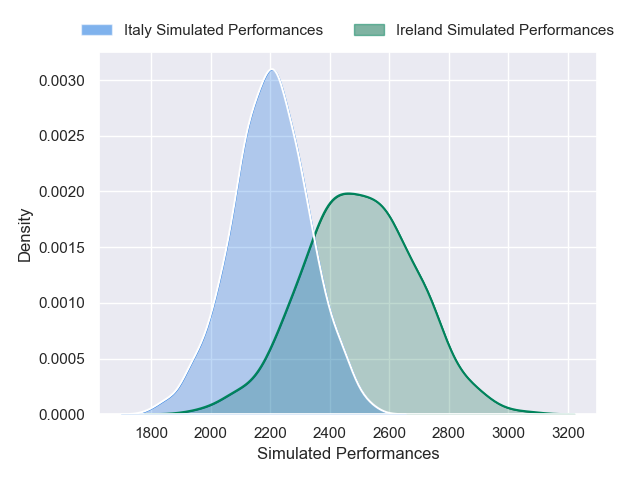 Italy Simulated Performances Ireland Simulated Performances
0.0030
0.0025
0.0020
0.0015
0.0010
0.0005
0.0000
Density
1800 2000 2200 2400 2600 2800 3000 3200
Simulated Performances